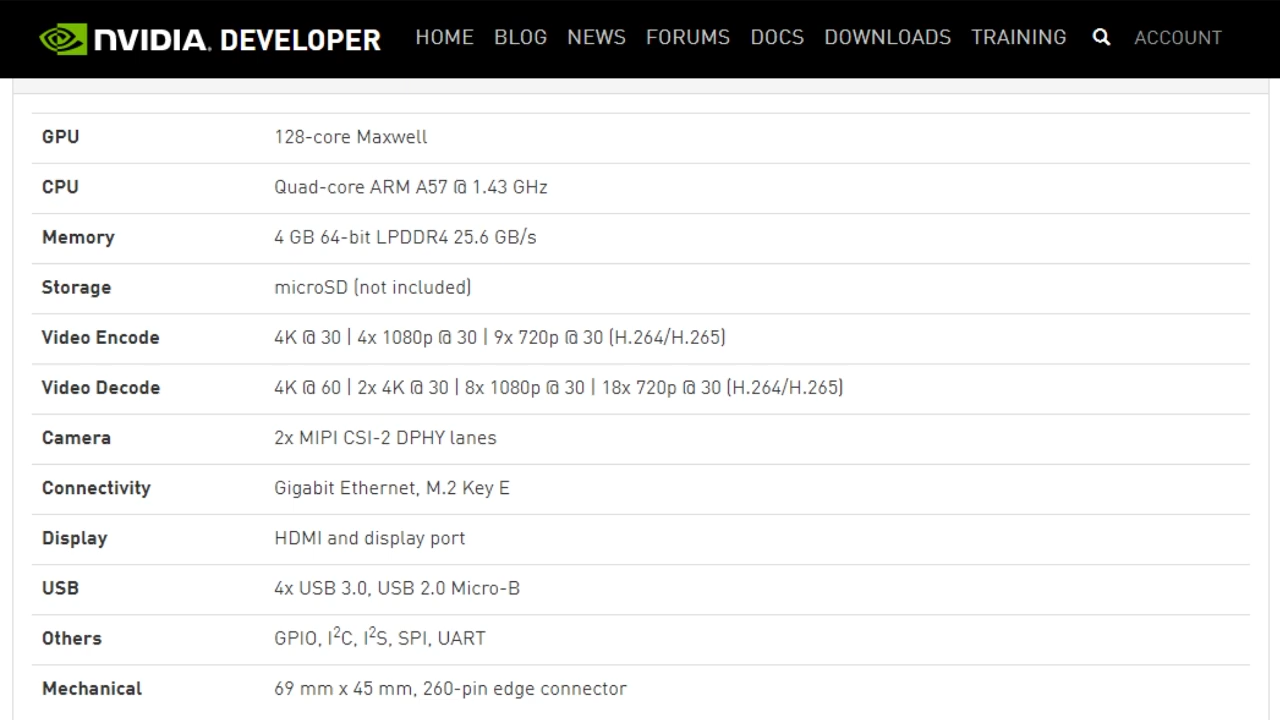 NVIDIA. DEVELOPER HOME BLOG NEWS FORUMS DOCS DOWNLOADS TRAINING ACCOUNT
GPU 128-core Maxwell
CPU Quad-core ARM A57 @ 1.43 GHz
Memory 4 GB 64-bit LPDDR4 25.6 GB/s
Storage microSD (not included)
Video Encode 4K @ 30 | 4x 1080p @ 30 | 9x 720p @ 30 (H.264/H.265)
Video Decode 4K @ 60 | 2x 4K @ 30 | 8x 1080p @ 30 | 18x 720p @ 30 (H.264/H.265)
Camera 2x MIPI CSI-2 DPHY lanes
Connectivity Gigabit Ethernet, M.2 Key E
Display HDMI and display port
USB 4x USB 3.0, USB 2.0 Micro-B
Others GPIO, I²C, I²S, SPI, UART
Mechanical 69 mm x 45 mm, 260-pin edge connector